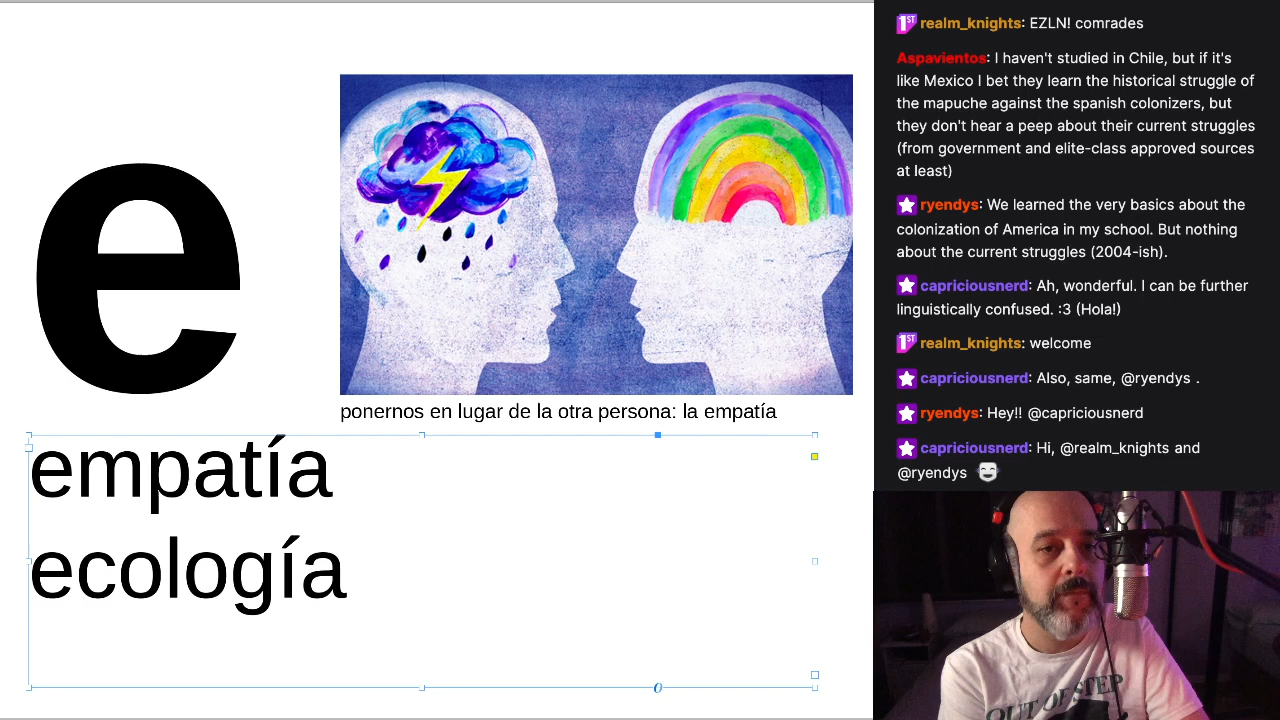 e
ponernos en lugar de la otra persona: la empatía
empatía
ecología
1ST realm_knights: EZLN! comrades
Aspavientos: I haven't studied in Chile, but if it's
like Mexico I bet they learn the historical struggle of
the mapuche against the spanish colonizers, but
they don't hear a peep about their current struggles
(from government and elite-class approved sources
at least)
ryendys: We learned the very basics about the
colonization of America in my school. But nothing
about the current struggles (2004-ish).
capriciousnerd: Ah, wonderful. I can be further
linguistically confused. :3 (Hola!)
1ST realm_knights: welcome
capriciousnerd: Also, same, @ryendys .
ryendys: Hey!! @capriciousnerd
capriciousnerd: Hi, @realm_knights and
@ryendys
OUT OF STEP